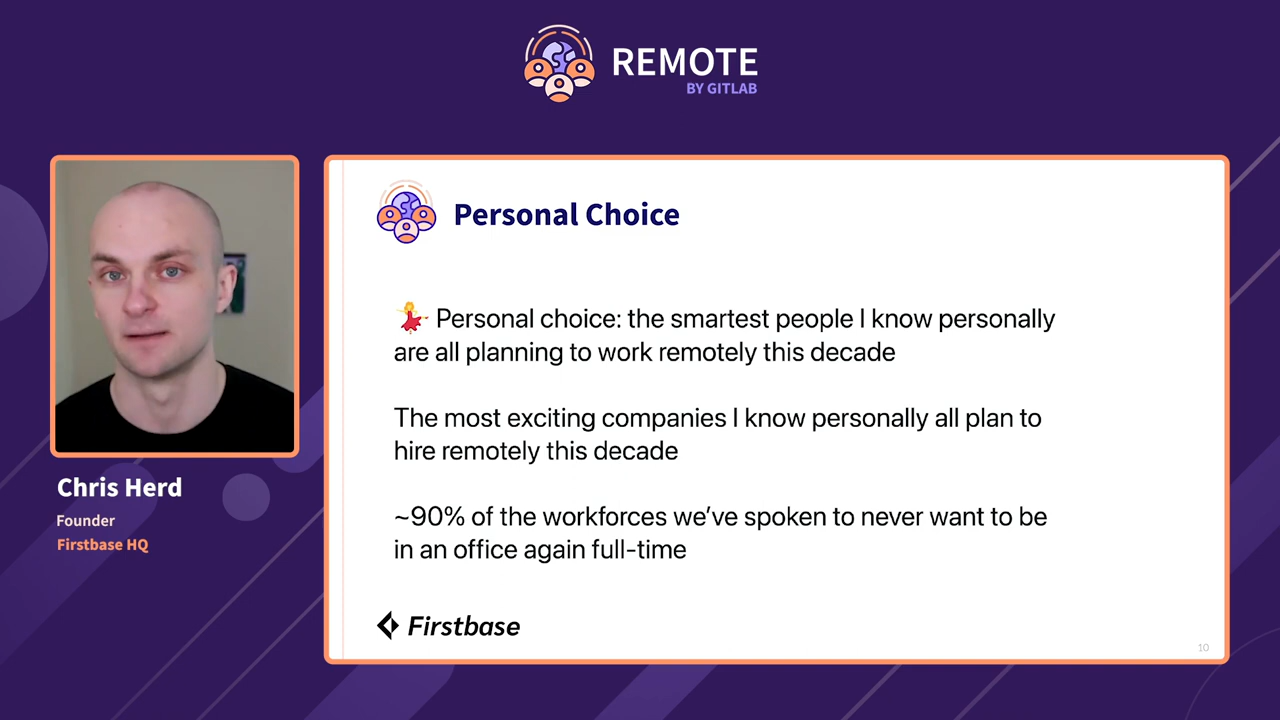 REMOTE
BY GITLAB
Chris Herd
Founder
Firstbase HQ
Personal Choice
💃 Personal choice: the smartest people I know personally
are all planning to work remotely this decade
The most exciting companies I know personally all plan to
hire remotely this decade
~90% of the workforces we’ve spoken to never want to be
in an office again full-time
Firstbase
10